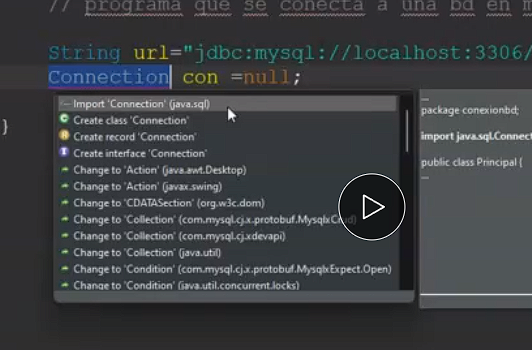 // programa que se conecta a una bd en m
String url="jdbc:mysql://localhost:3306/
Connection con =null;
}
Import 'Connection' (java.sql)
Create class 'Connection'
Create record 'Connection'
Create interface 'Connection'
Change to 'Action' (java.awt.Desktop)
Change to 'Action' (javax.swing)
Change to 'CDATASection' (org.w3c.dom)
Change to 'Collection' (com.mysql.cj.x.protobuf.MysqlxCrud)
Change to 'Collection' (com.mysql.cj.xdevapi)
Change to 'Collection' (java.util)
Change to 'Condition' (com.mysql.cj.x.protobuf.MysqlxExpect.Open)
Change to 'Condition' (java.util.concurrent.locks)
...
package conexionbd;
import java.sql.Connect
public class Principal {
...